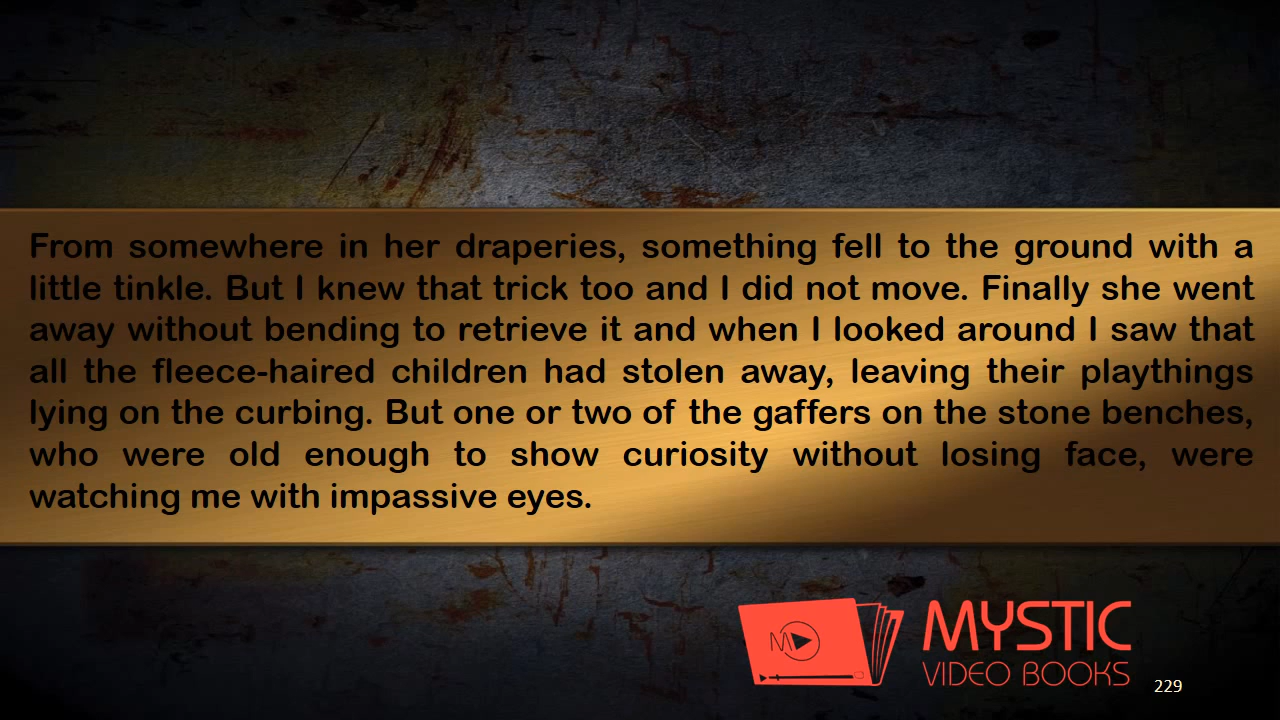 From somewhere in her draperies, something fell to the ground with a
little tinkle. But I knew that trick too and I did not move. Finally she went
away without bending to retrieve it and when I looked around I saw that
all the fleece-haired children had stolen away, leaving their playthings
lying on the curbing. But one or two of the gaffers on the stone benches,
who were old enough to show curiosity without losing face, were
watching me with impassive eyes.
M
MYSTIC
VIDEO BOOKS
229